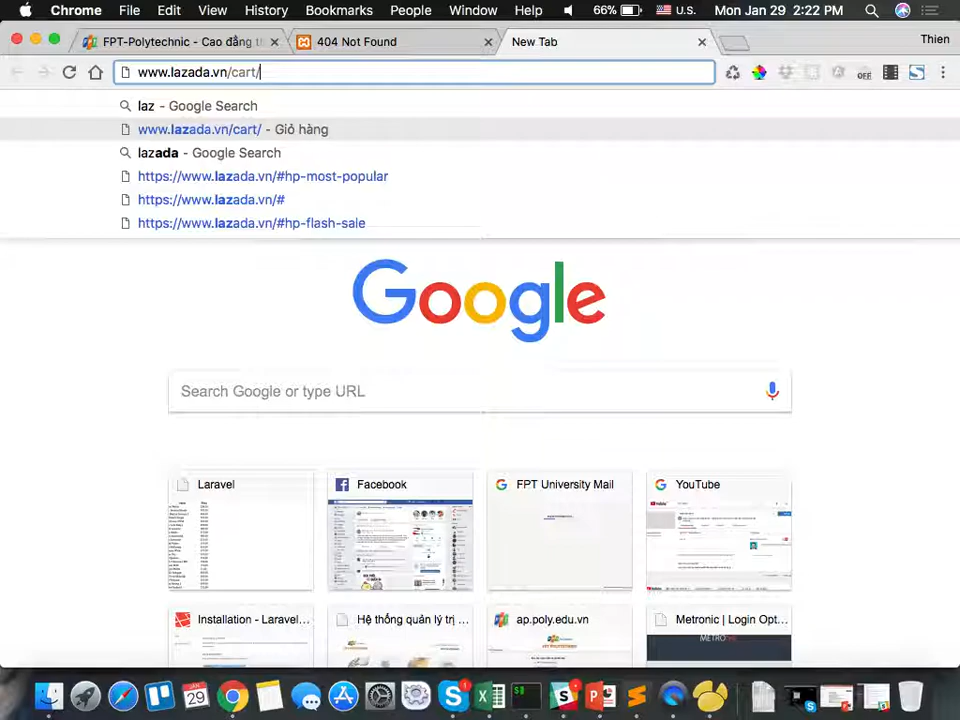 Chrome File Edit View History Bookmarks People Window Help 66% U.S. Mon Jan 29 2:22 PM
FPT-Polytechnic - Cao đẳng th 404 Not Found New Tab Thien
www.lazada.vn/cart/
OFF
laz - Google Search
www.lazada.vn/cart/ - Giỏ hàng
lazada - Google Search
https://www.lazada.vn/#hp-most-popular
https://www.lazada.vn/#
https://www.lazada.vn/#hp-flash-sale
Google
Search Google or type URL
Laravel Facebook FPT University Mail YouTube
Installation - Laravel... Hệ thống quản lý trị ... ap.poly.edu.vn Metronic | Login Opt...
METRO